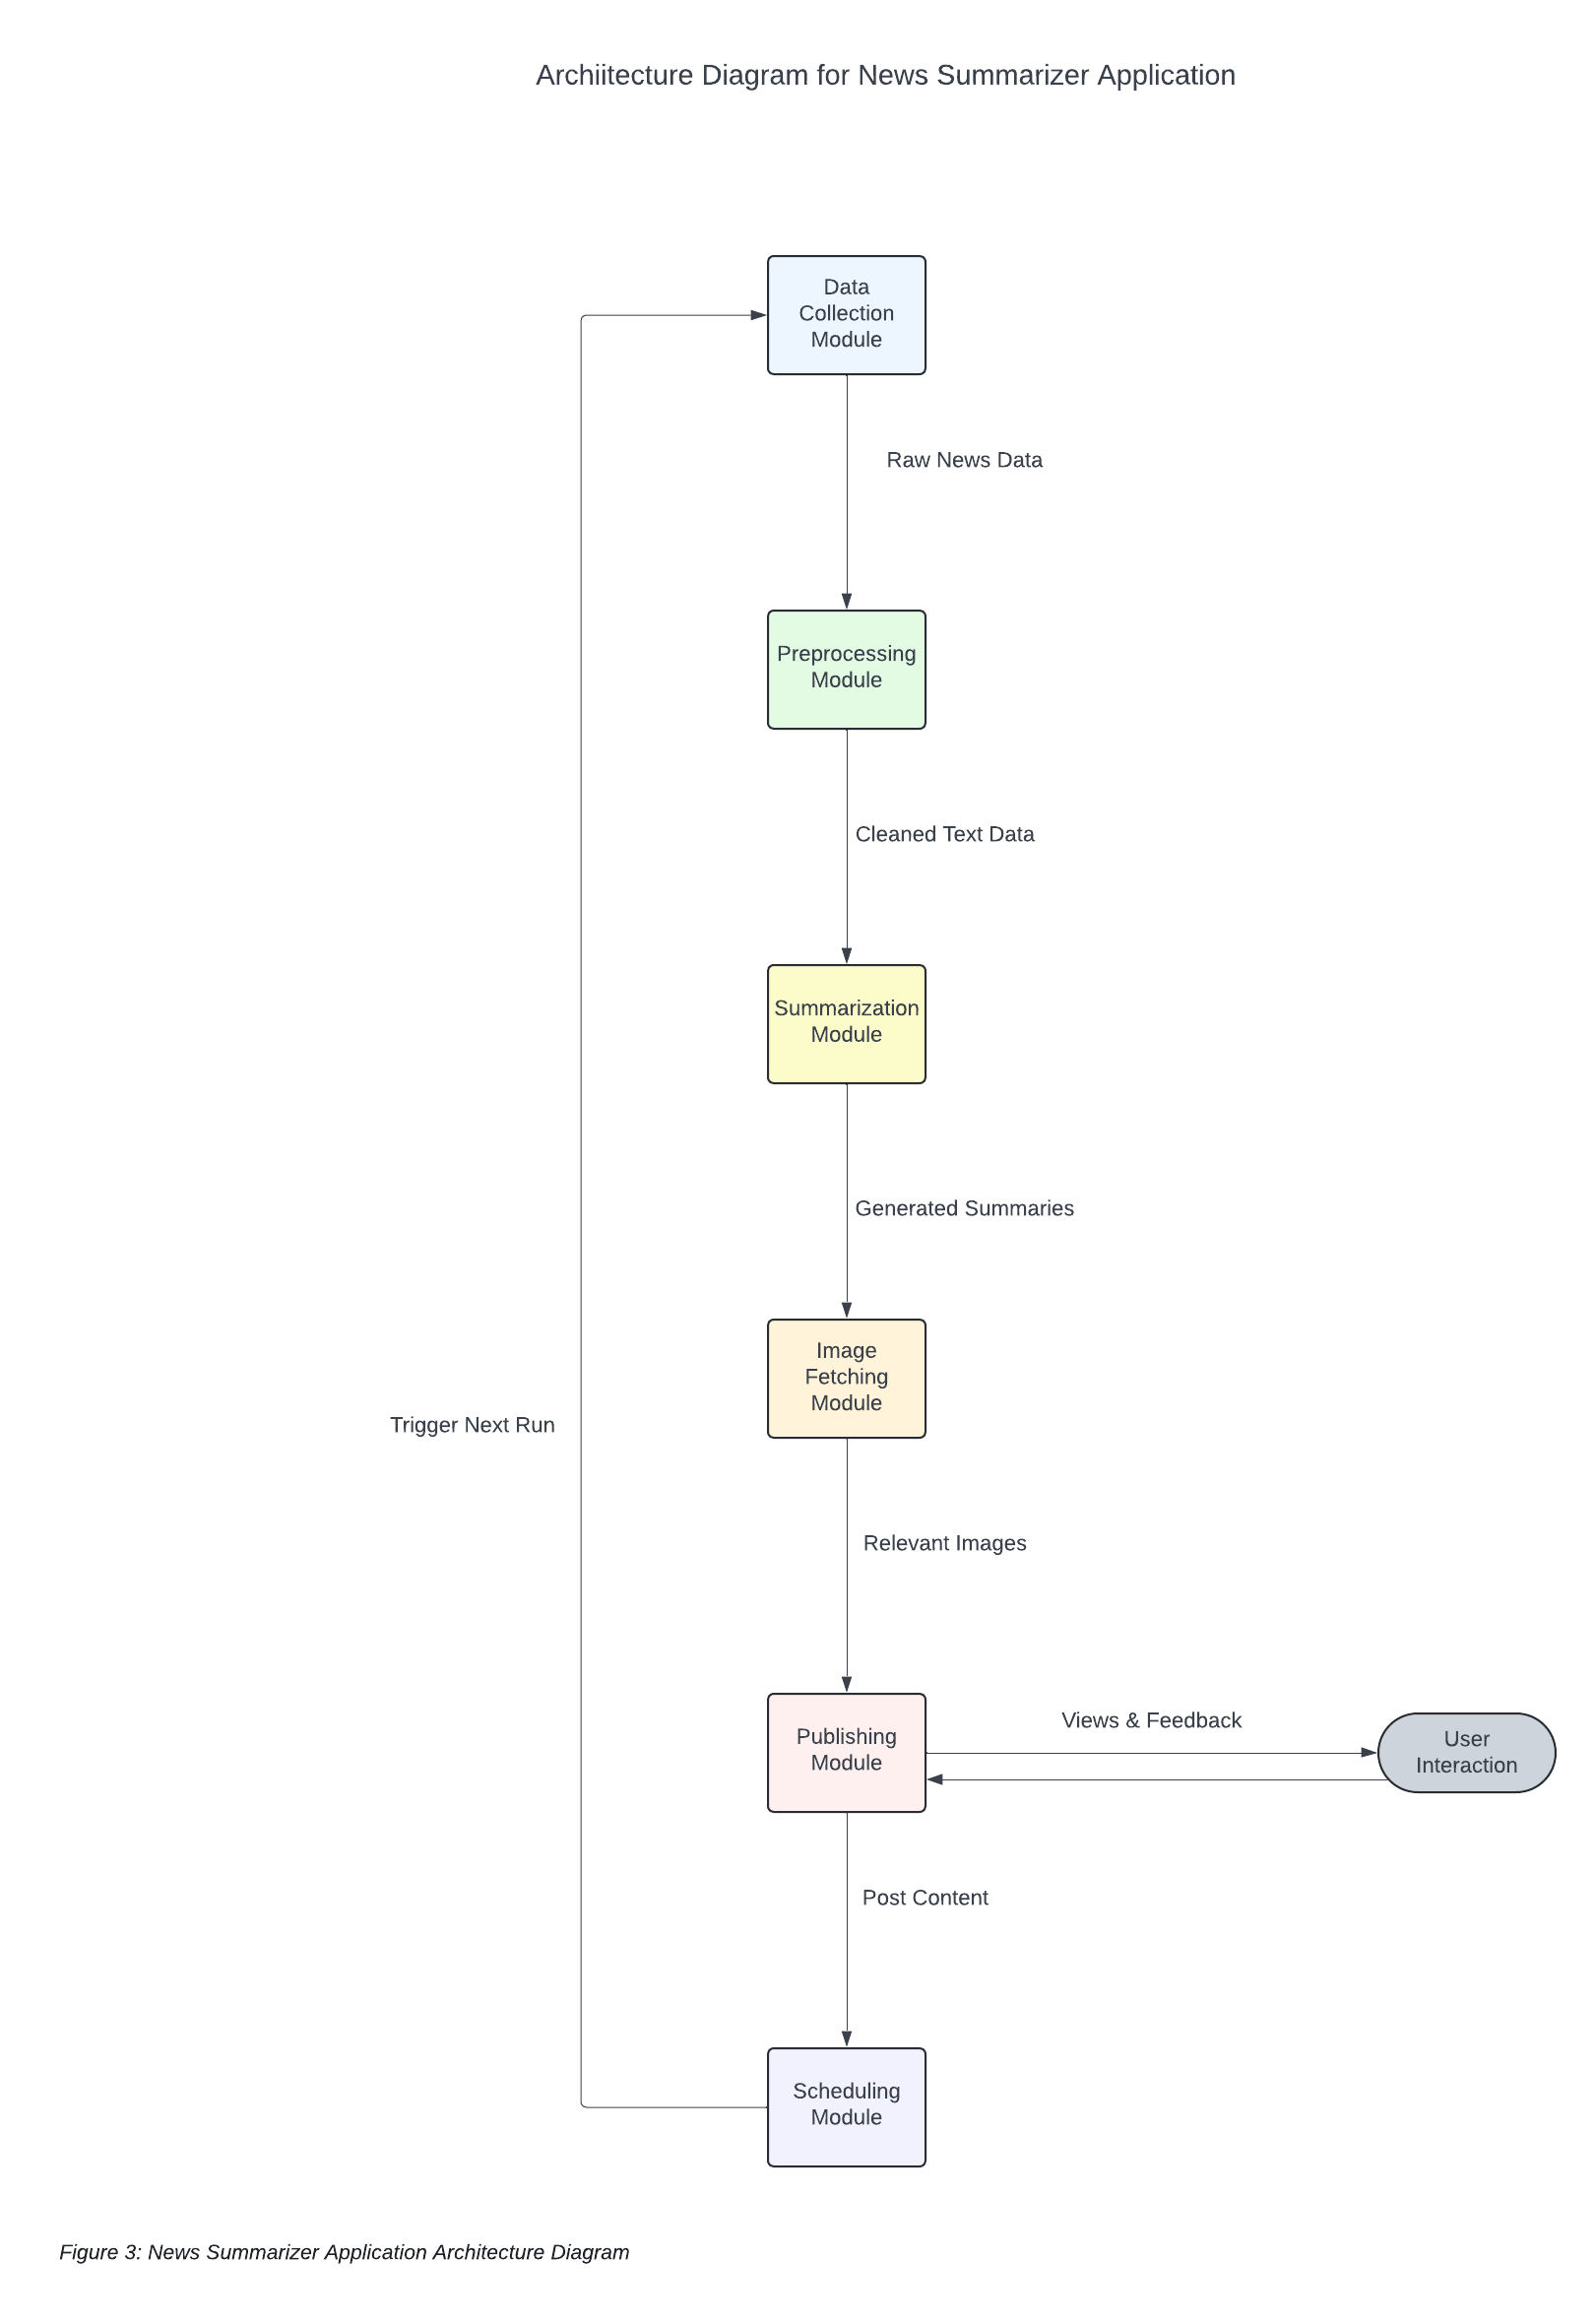 Archiitecture Diagram for News Summarizer Application
Data
Collection
Module
Raw News Data
Preprocessing
Module
Cleaned Text Data
Summarization
Module
Generated Summaries
Image
Fetching
Module
Trigger Next Run
Relevant Images
Publishing
Module
Views & Feedback
User
Interaction
Post Content
Scheduling
Module
Figure 3: News Summarizer Application Architecture Diagram